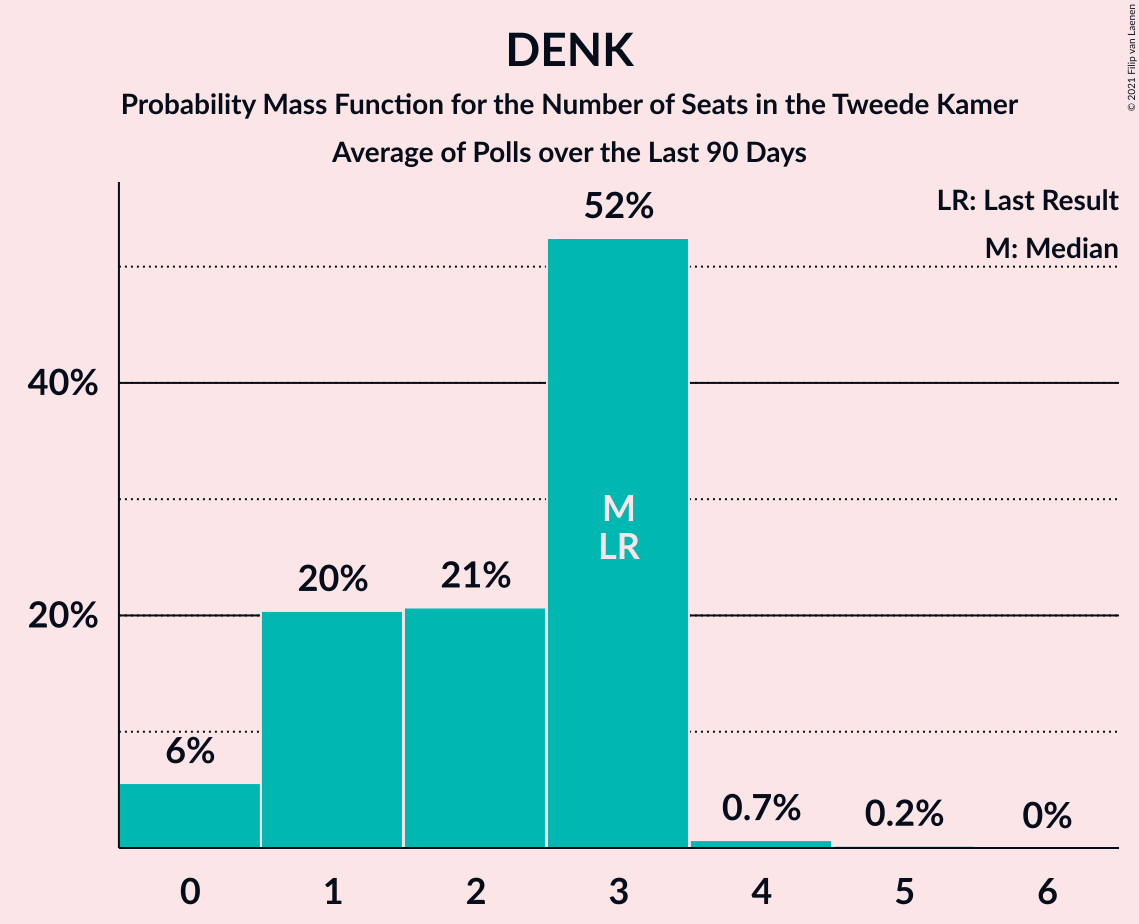 DENK
Probability Mass Function for the Number of Seats in the Tweede Kamer
Average of Polls over the Last 90 Days
© 2021 Filip van Laenen
LR: Last Result
M: Median
52%
40%
M
LR
20%
21%
20%
6%
0.7%
0.2%
0%
0 1 2 3 4 5 6